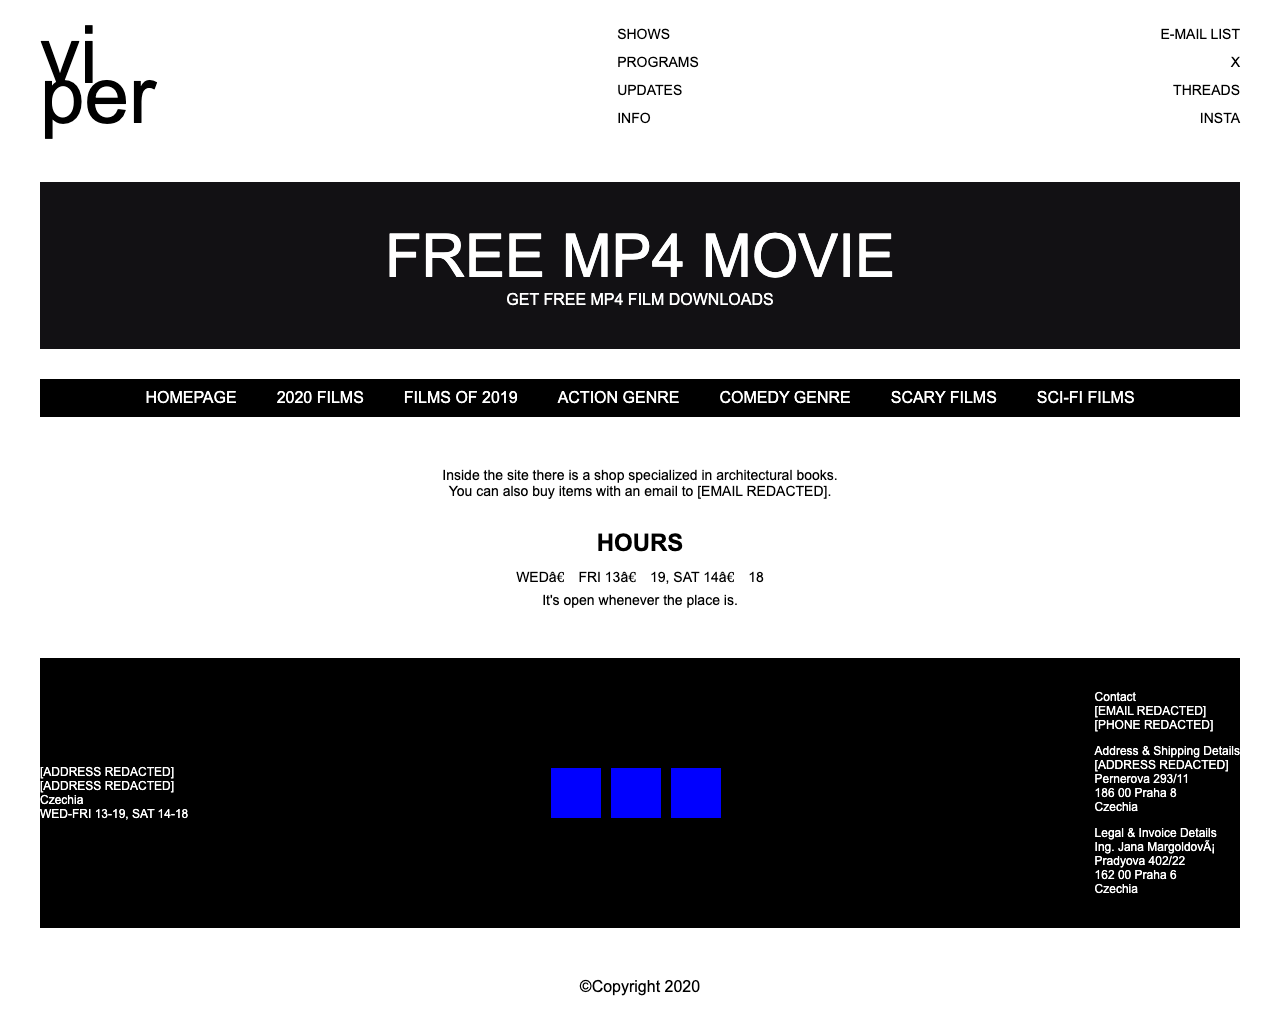 vi
per
SHOWS
PROGRAMS
UPDATES
INFO
E-MAIL LIST
X
THREADS
INSTA
FREE MP4 MOVIE
GET FREE MP4 FILM DOWNLOADS
HOMEPAGE 2020 FILMS FILMS OF 2019 ACTION GENRE COMEDY GENRE SCARY FILMS SCI-FI FILMS
Inside the site there is a shop specialized in architectural books.
You can also buy items with an email to [EMAIL REDACTED].
HOURS
WEDâ€ FRI 13â€ 19, SAT 14â€ 18
It's open whenever the place is.
[ADDRESS REDACTED]
[ADDRESS REDACTED]
Czechia
WED-FRI 13-19, SAT 14-18
Contact
[EMAIL REDACTED]
[PHONE REDACTED]
Address & Shipping Details
[ADDRESS REDACTED]
Pernerova 293/11
186 00 Praha 8
Czechia
Legal & Invoice Details
Ing. Jana MargoldovÃ¡
Pradyova 402/22
162 00 Praha 6
Czechia
©Copyright 2020